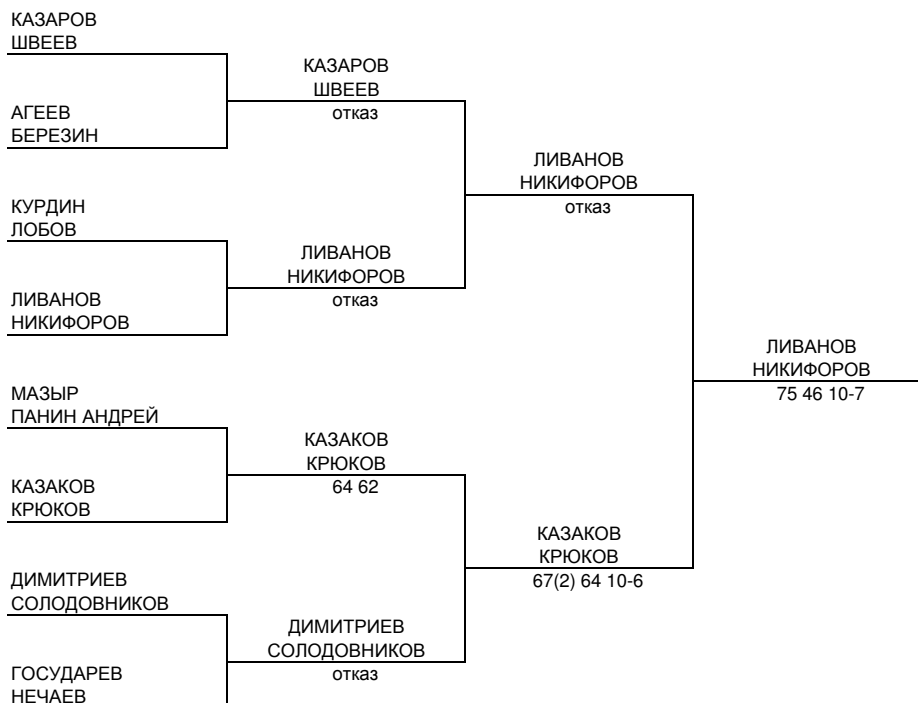 КАЗАРОВ
ШВЕЕВ
АГЕЕВ
БЕРЕЗИН
КУРДИН
ЛОБОВ
ЛИВАНОВ
НИКИФОРОВ
МАЗЫР
ПАНИН АНДРЕЙ
КАЗАКОВ
КРЮКОВ
ДИМИТРИЕВ
СОЛОДОВНИКОВ
ГОСУДАРЕВ
НЕЧАЕВ
КАЗАРОВ
ШВЕЕВ
отказ
ЛИВАНОВ
НИКИФОРОВ
отказ
КАЗАКОВ
КРЮКОВ
64 62
ДИМИТРИЕВ
СОЛОДОВНИКОВ
отказ
ЛИВАНОВ
НИКИФОРОВ
отказ
КАЗАКОВ
КРЮКОВ
67(2) 64 10-6
ЛИВАНОВ
НИКИФОРОВ
75 46 10-7